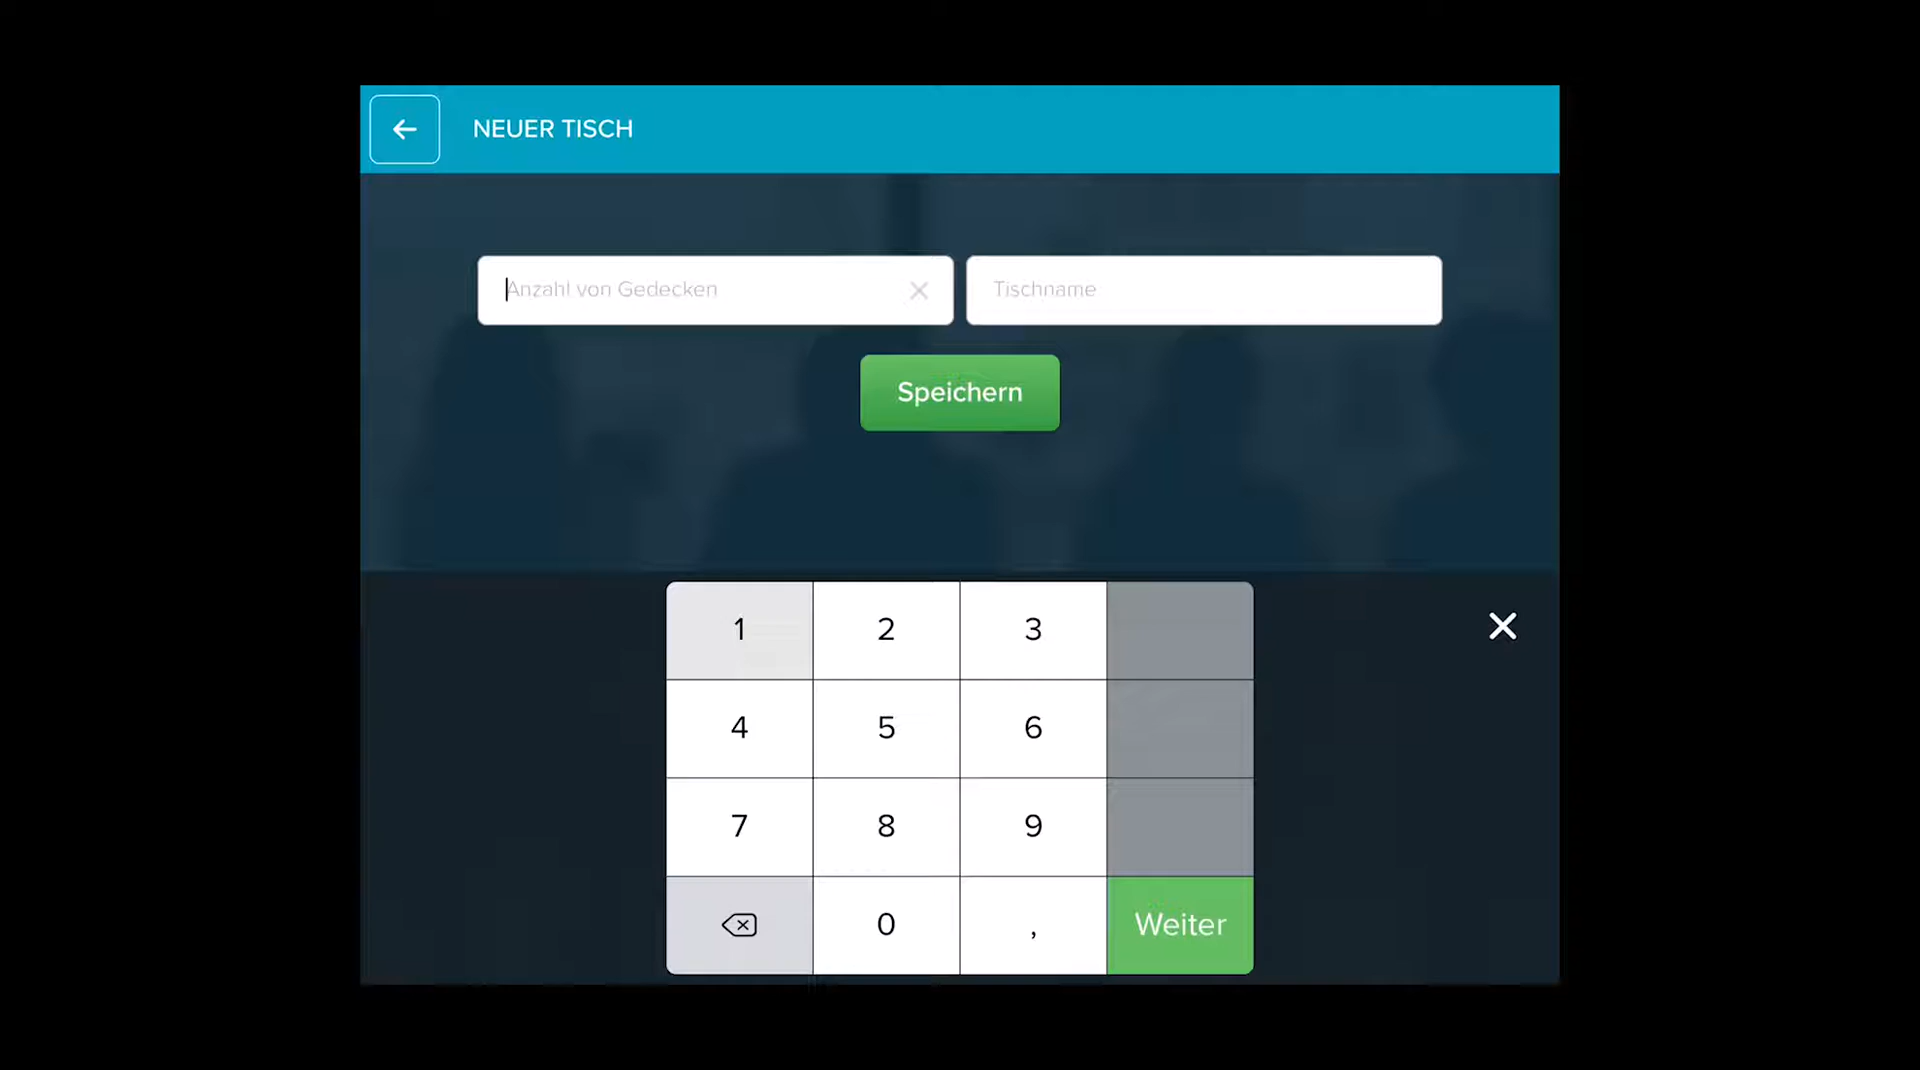 NEUER TISCH
Anzahl von Gedecken
Tischname
Speichern
1 2 3
4 5 6
7 8 9
0 , Weiter